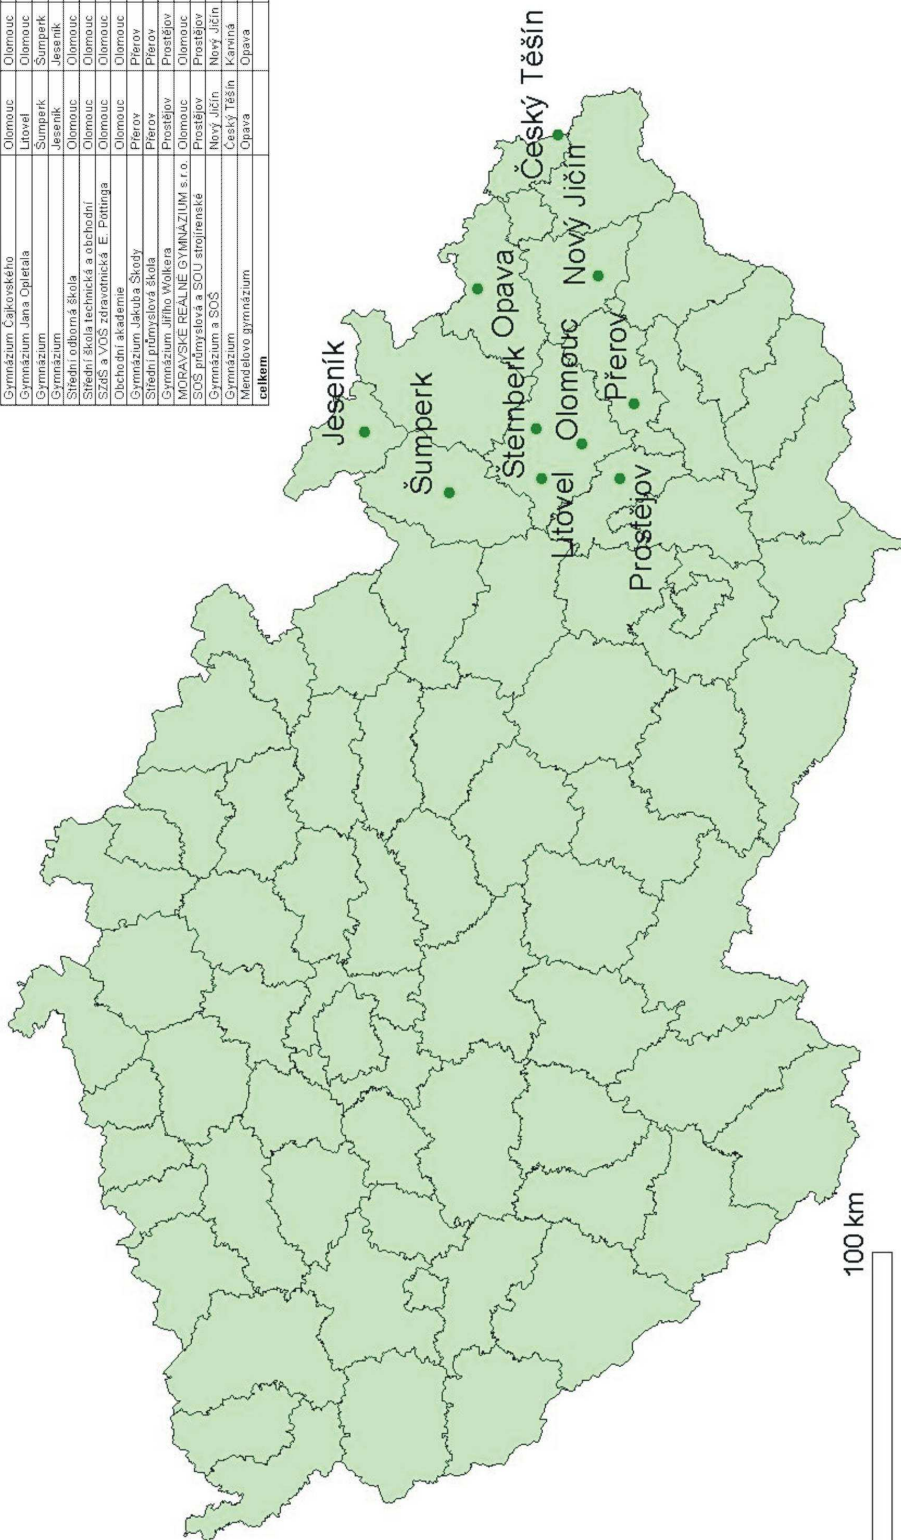 Gymnázium Čajkovského Olomouc Olomouc
Gymnázium Jana Opletala Litovel Olomouc
Gymnázium Šumperk Šumperk
Gymnázium Jeseník Jeseník
Střední odborná škola Olomouc Olomouc
Střední škola technická a obchodní Olomouc Olomouc
SZdŠ a VOŠ zdravotnická E. Pöttinga Olomouc Olomouc
Obchodní akademie Olomouc Olomouc
Gymnázium Jakuba Škody Přerov Přerov
Střední průmyslová škola Přerov Přerov
Gymnázium Jiřího Wolkera Prostějov Prostějov
MORAVSKÉ REÁLNÉ GYMNÁZIUM s.r.o. Olomouc Olomouc
SOŠ průmyslová a SOU strojírenské Prostějov Prostějov
Gymnázium a SOŠ Nový Jičín Nový Jičín
Gymnázium Český Těšín Karviná
Mendelovo gymnázium Opava Opava
celkem
Jeseník
Šumperk
Šternberk
Opava
Český Těšín
Litovel
Olomouc
Nový Jičín
Přerov
Prostějov
100 km